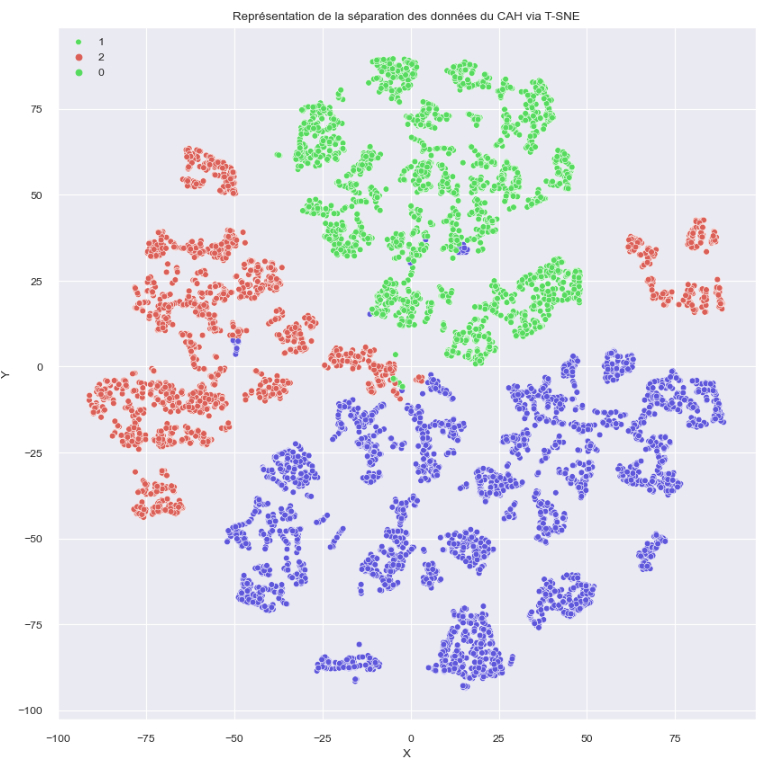 Représentation de la séparation des données du CAH via T-SNE
1
2
0
75
50
25
0
−25
−50
−75
−100
Y
−100 −75 −50 −25 0 25 50 75
X